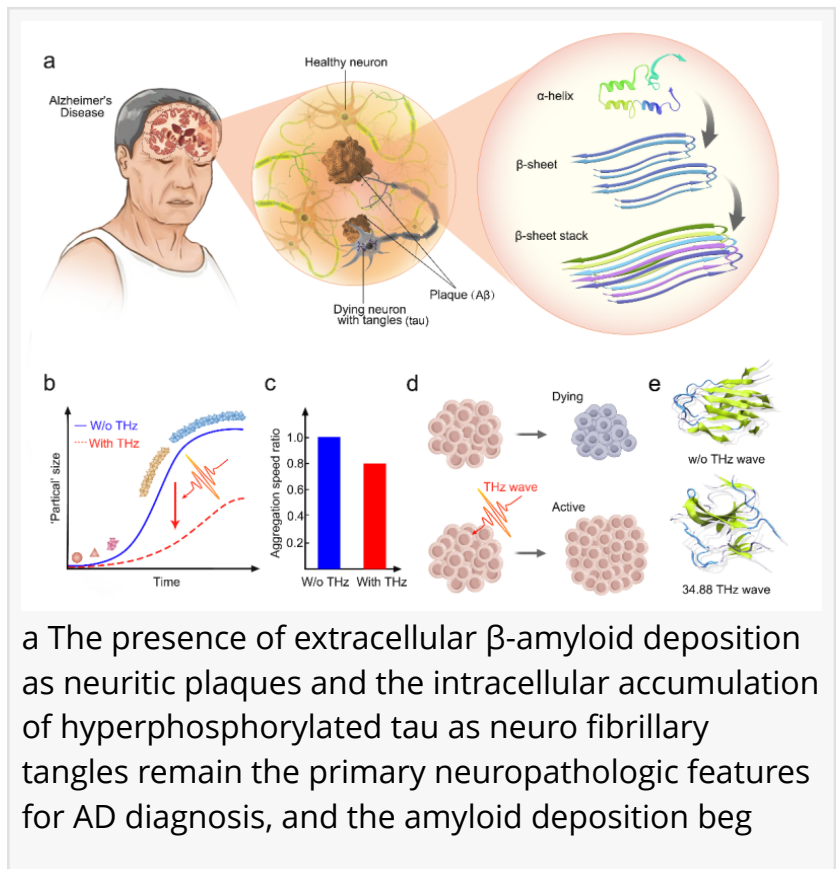 a
Healthy neuron
Alzheimer's
Disease
α-helix
β-sheet
β-sheet stack
Plaque (Aβ)
Dying neuron
with tangles (tau)
b
W/o THz
With THz
'Partical' size
Time
c
Aggregation speed ratio
1.0
0.8
0.6
0.4
0.2
W/o THz
With THz
d
Dying
THz wave
Active
e
w/o THz wave
34.88 THz wave
a The presence of extracellular β-amyloid deposition
as neuritic plaques and the intracellular accumulation
of hyperphosphorylated tau as neuro fibrillary
tangles remain the primary neuropathologic features
for AD diagnosis, and the amyloid deposition beg